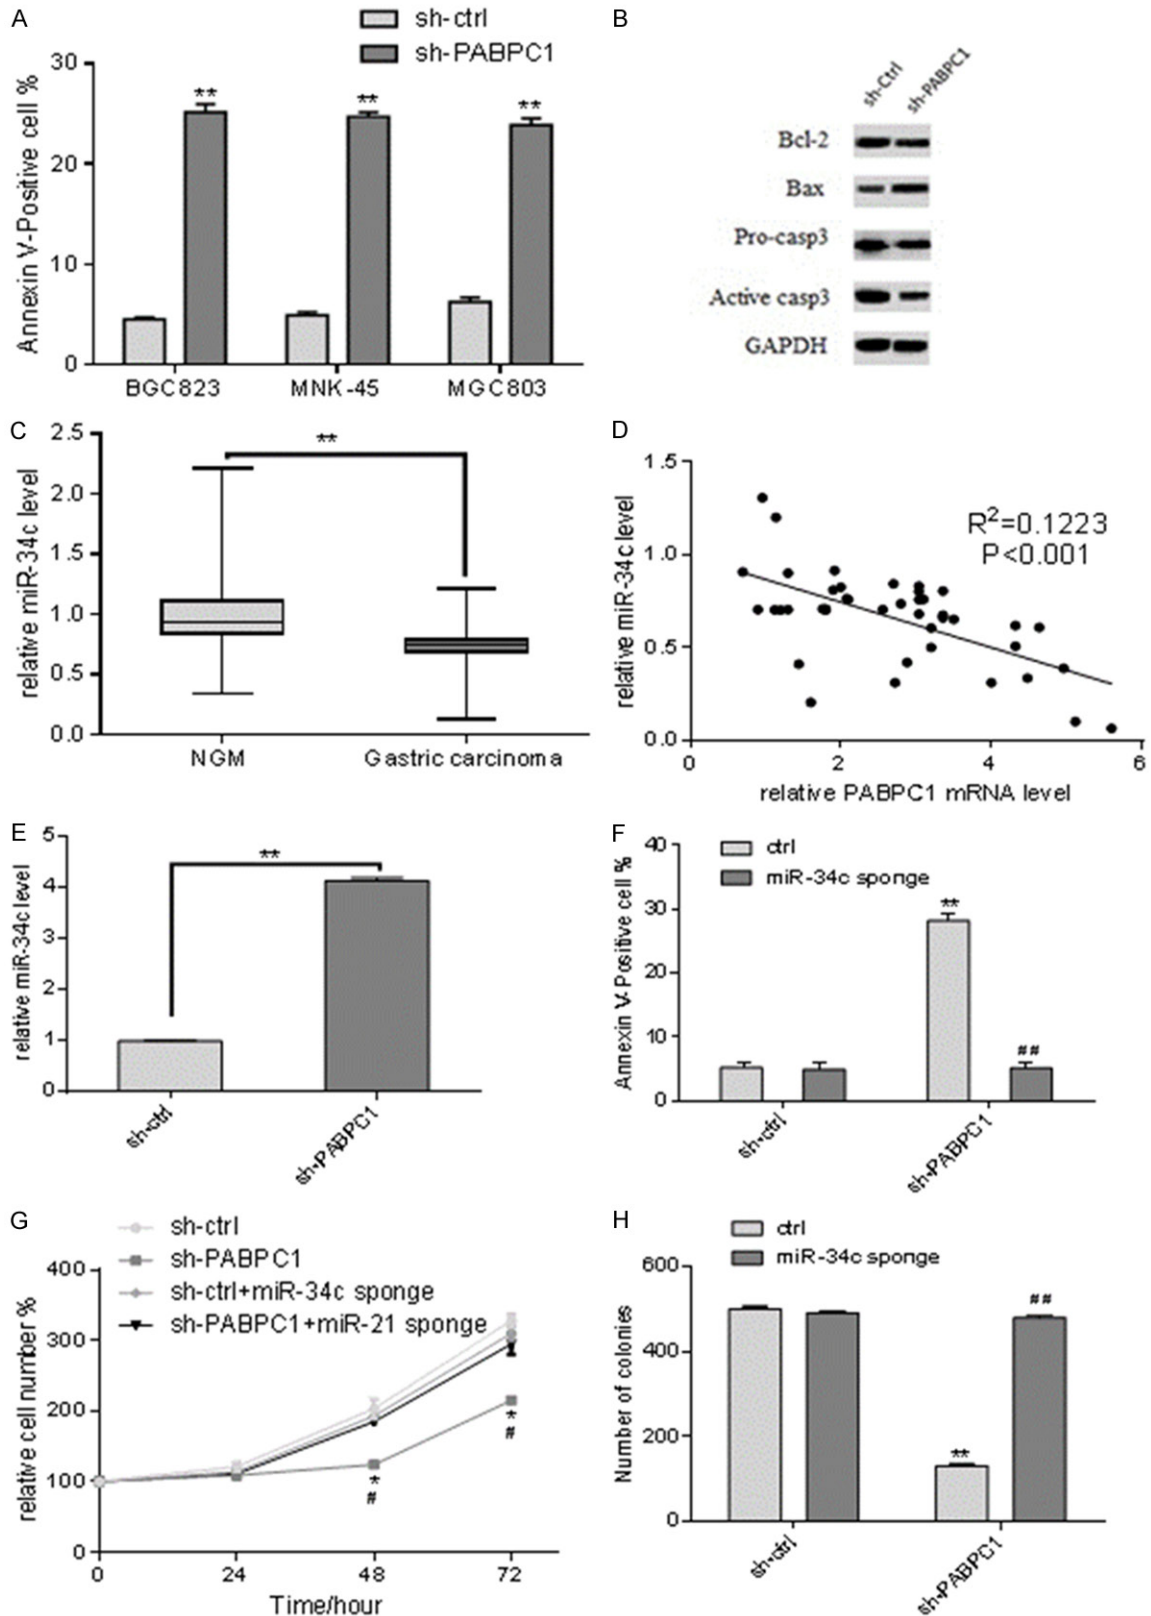 A
sh-ctrl
sh-PABPC1
Annexin V-Positive cell %
30
20
10
0
**
**
**
BGC823
MNK-45
MGC803
B
sh-Ctrl
sh-PABPC1
Bcl-2
Bax
Pro-casp3
Active casp3
GAPDH
C
relative miR-34c level
2.5
2.0
1.5
1.0
0.5
0.0
**
NGM
Gastric carcinoma
D
relative miR-34c level
1.5
1.0
0.5
0.0
R²=0.1223
P<0.001
0
2
4
6
relative PABPC1 mRNA level
E
relative miR-34c level
5
4
3
2
1
0
**
sh-ctrl
sh-PABPC1
F
ctrl
miR-34c sponge
Annexin V-Positive cell %
40
30
20
10
0
**
##
sh-ctrl
sh-PABPC1
G
sh-ctrl
sh-PABPC1
sh-ctrl+miR-34c sponge
sh-PABPC1+miR-21 sponge
relative cell number %
400
300
200
100
0
*
#
*
#
0
24
48
72
Time/hour
H
ctrl
miR-34c sponge
Number of colonies
600
400
200
0
**
##
sh-ctrl
sh-PABPC1